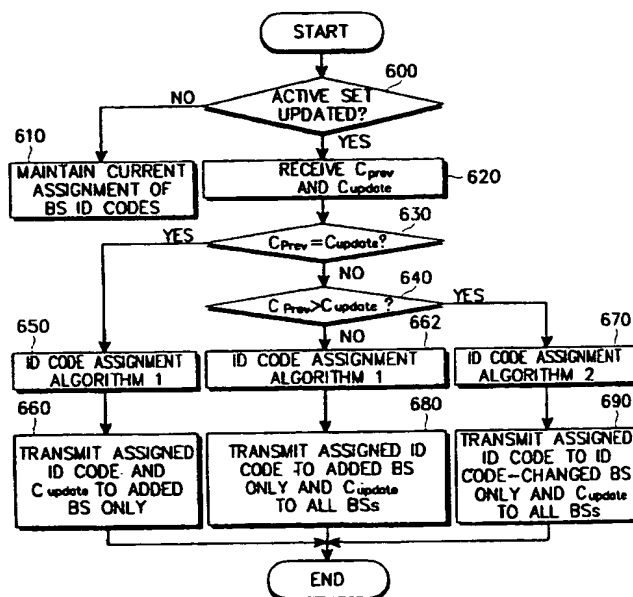 START
600
ACTIVE SET
UPDATED?
NO
YES
610
MAINTAIN CURRENT
ASSIGNMENT OF
BS ID CODES
RECEIVE Cprev
AND Cupdate
620
630
CPrev=Cupdate?
YES
NO
640
CPrev>Cupdate ?
YES
NO
650
ID CODE ASSIGNMENT
ALGORITHM 1
662
ID CODE ASSIGNMENT
ALGORITHM 1
670
ID CODE ASSIGNMENT
ALGORITHM 2
660
TRANSMIT ASSIGNED
ID CODE AND
Cupdate TO ADDED
BS ONLY
680
TRANSMIT ASSIGNED ID
CODE TO ADDED BS
ONLY AND Cupdate
TO ALL BSs
690
TRANSMIT ASSIGNED
ID CODE TO ID
CODE-CHANGED BS
ONLY AND Cupdate
TO ALL BSs
END